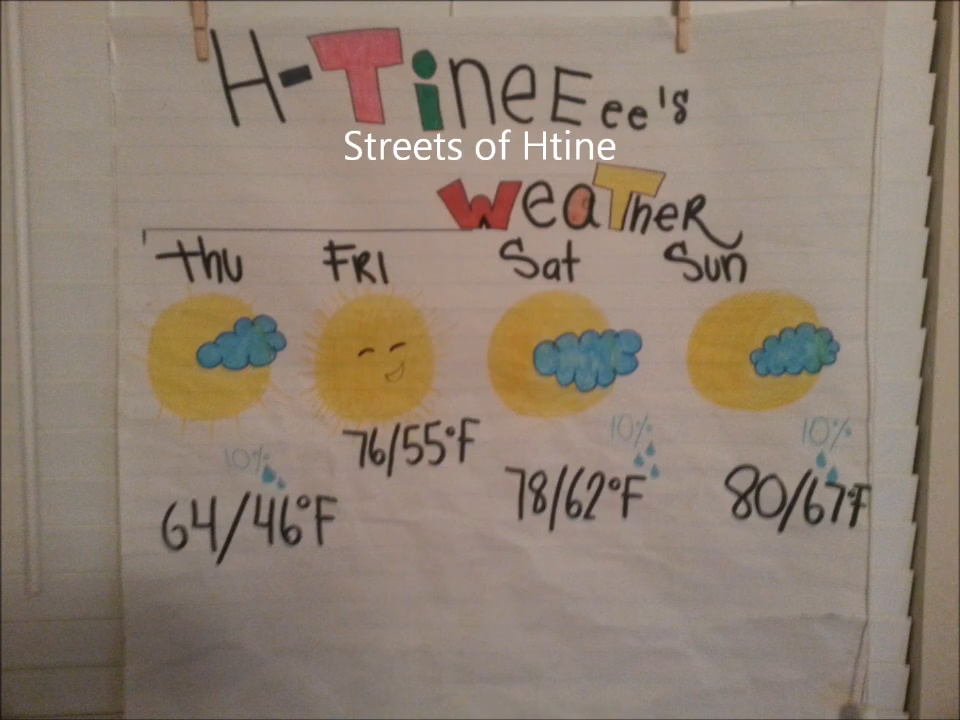 H-TineEee's
Streets of Htine
WeaTheR
Thu FRI Sat Sun
10% 76/55°F 10% 10%
64/46°F 78/62°F 80/67°F